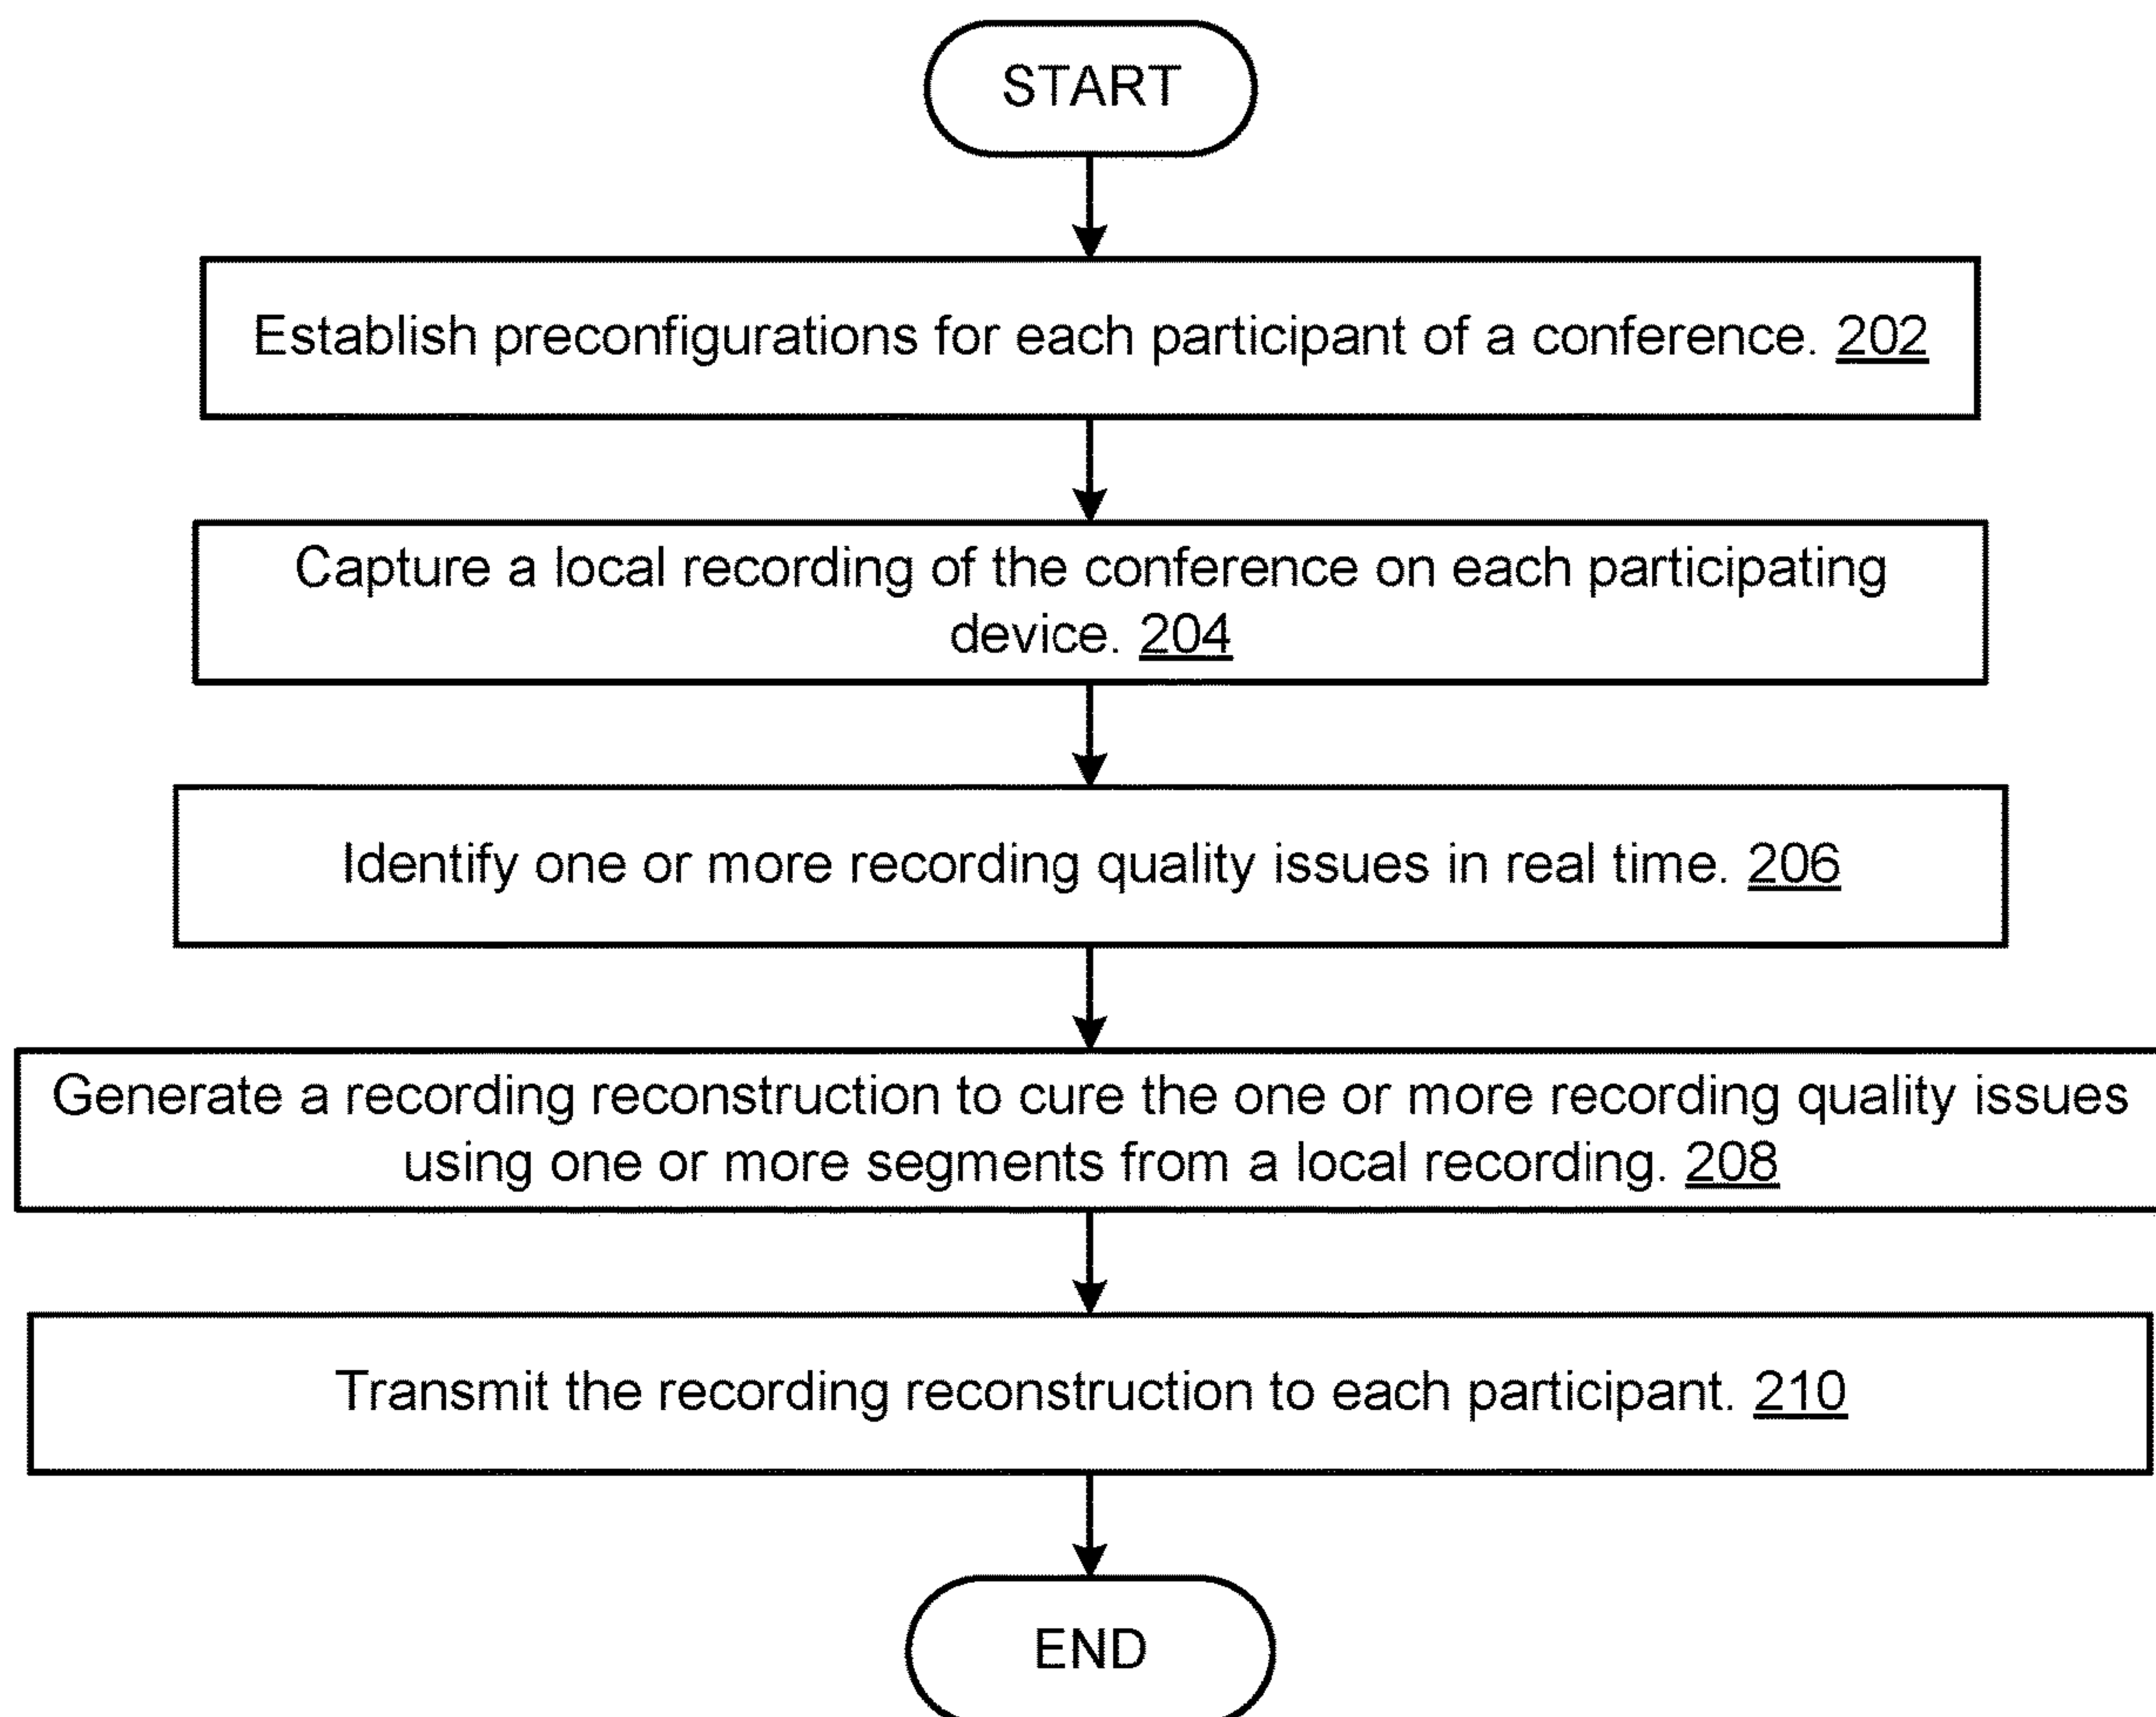 START
Establish preconfigurations for each participant of a conference. 202
Capture a local recording of the conference on each participating
device. 204
Identify one or more recording quality issues in real time. 206
Generate a recording reconstruction to cure the one or more recording quality issues
using one or more segments from a local recording. 208
Transmit the recording reconstruction to each participant. 210
END